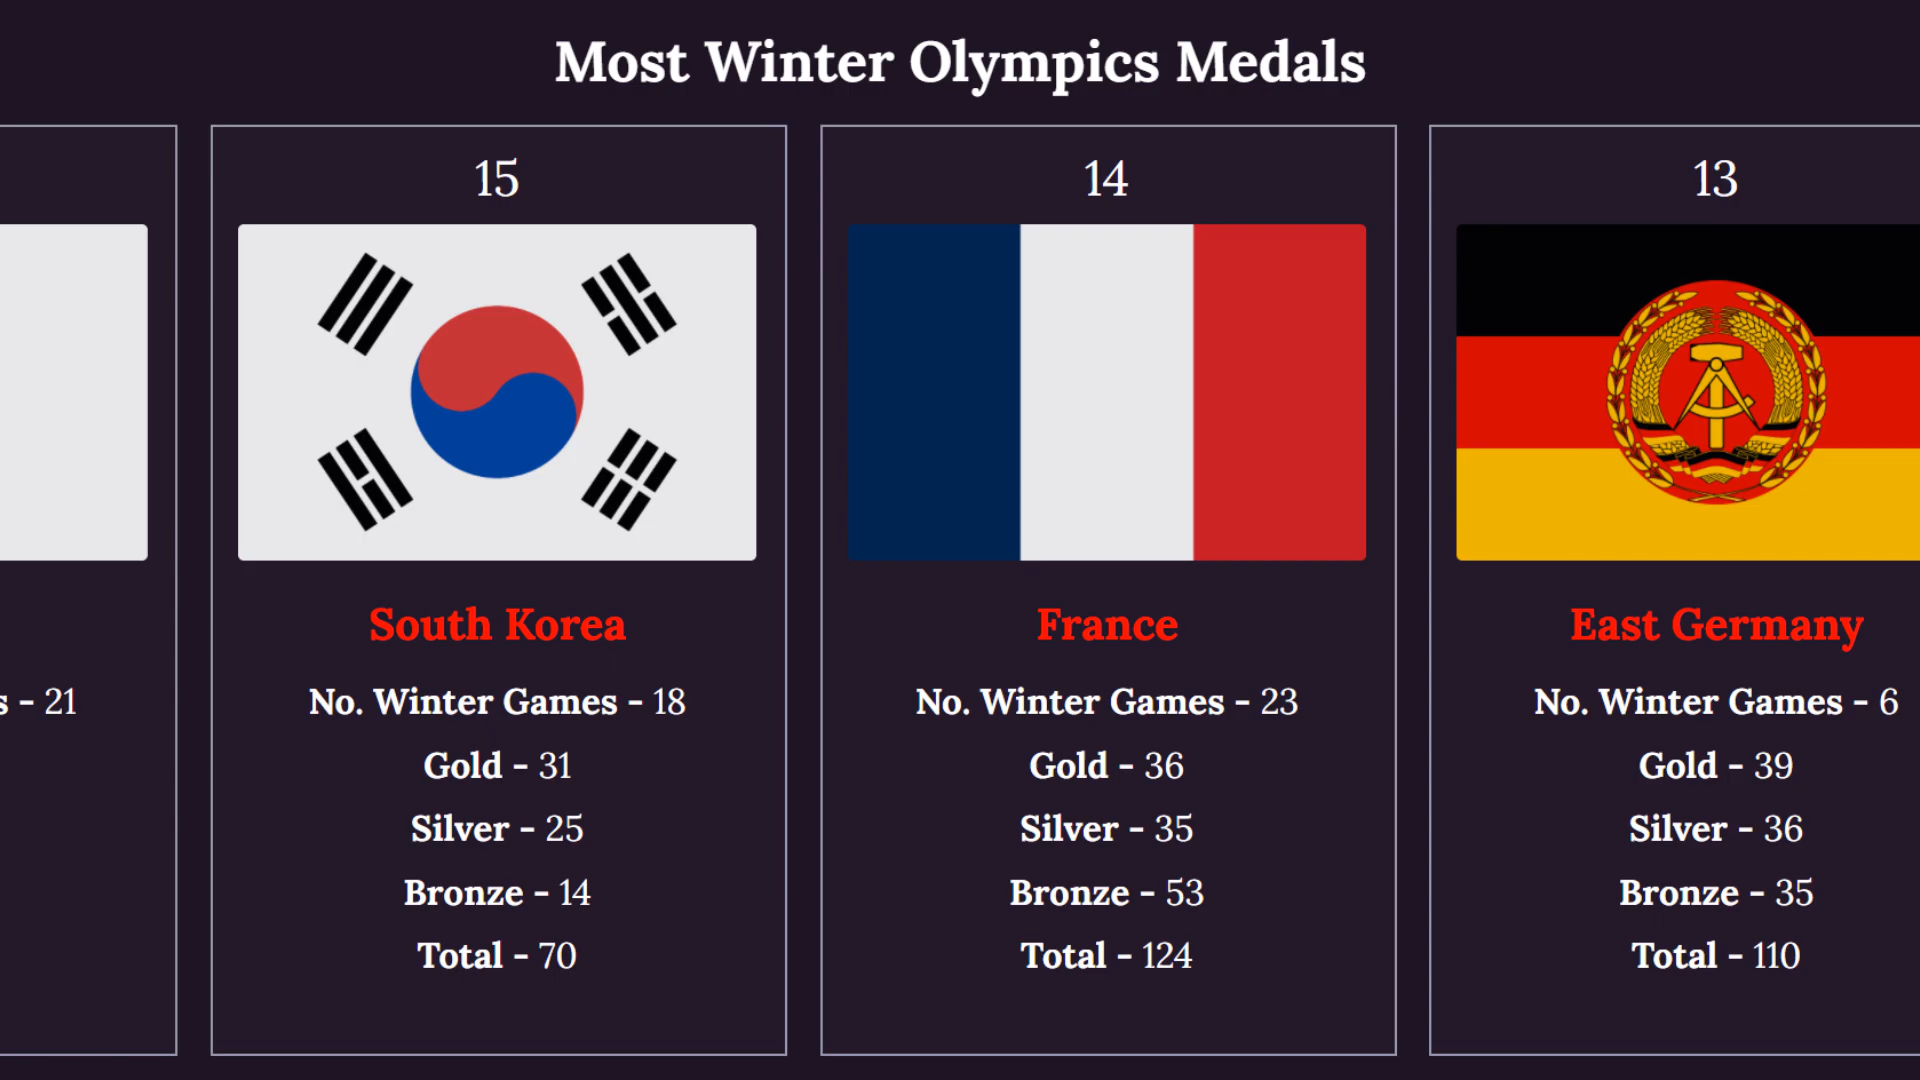 Most Winter Olympics Medals
s - 21
15
South Korea
No. Winter Games - 18
Gold - 31
Silver - 25
Bronze - 14
Total - 70
14
France
No. Winter Games - 23
Gold - 36
Silver - 35
Bronze - 53
Total - 124
13
East Germany
No. Winter Games - 6
Gold - 39
Silver - 36
Bronze - 35
Total - 110